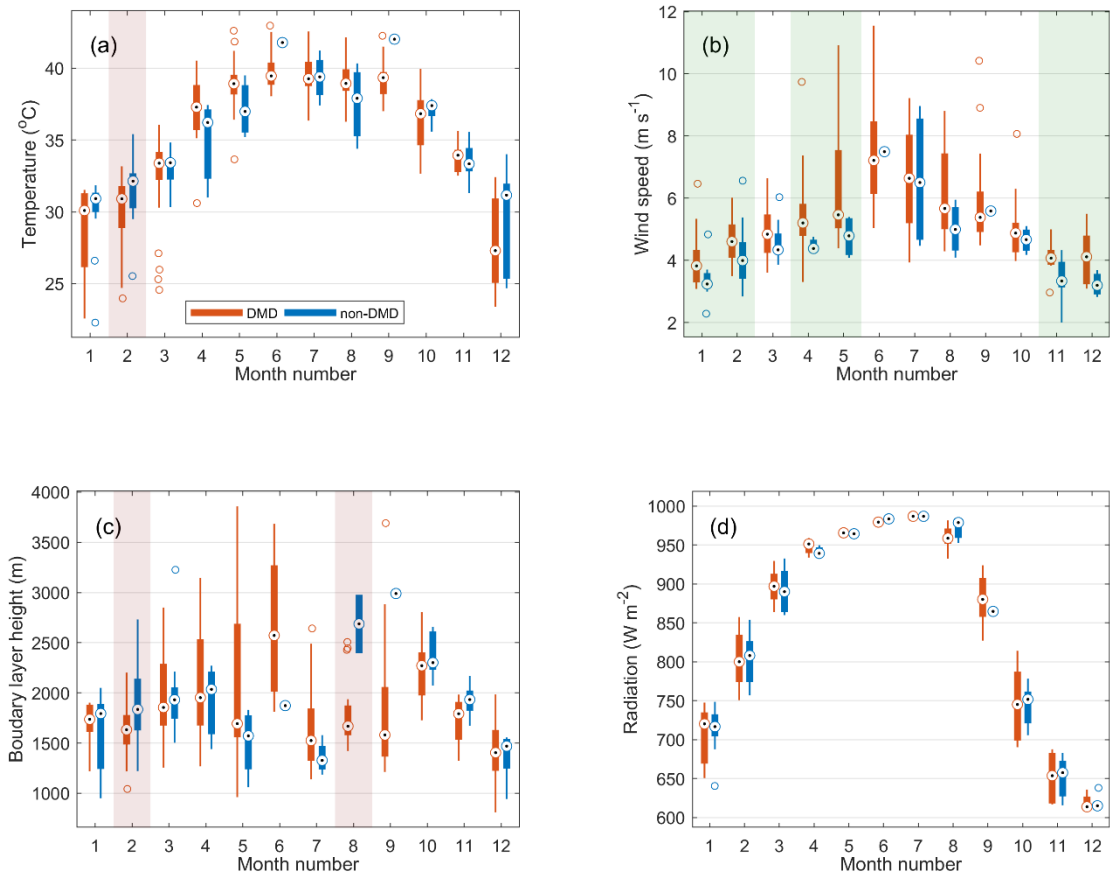 (a)
Temperature (°C)
40
35
30
25
DMD non-DMD
1 2 3 4 5 6 7 8 9 10 11 12
Month number
(b)
Wind speed (m s⁻¹)
12
10
8
6
4
2
1 2 3 4 5 6 7 8 9 10 11 12
Month number
(c)
Boudary layer height (m)
4000
3500
3000
2500
2000
1500
1000
1 2 3 4 5 6 7 8 9 10 11 12
Month number
(d)
Radiation (W m⁻²)
1000
950
900
850
800
750
700
650
600
1 2 3 4 5 6 7 8 9 10 11 12
Month number